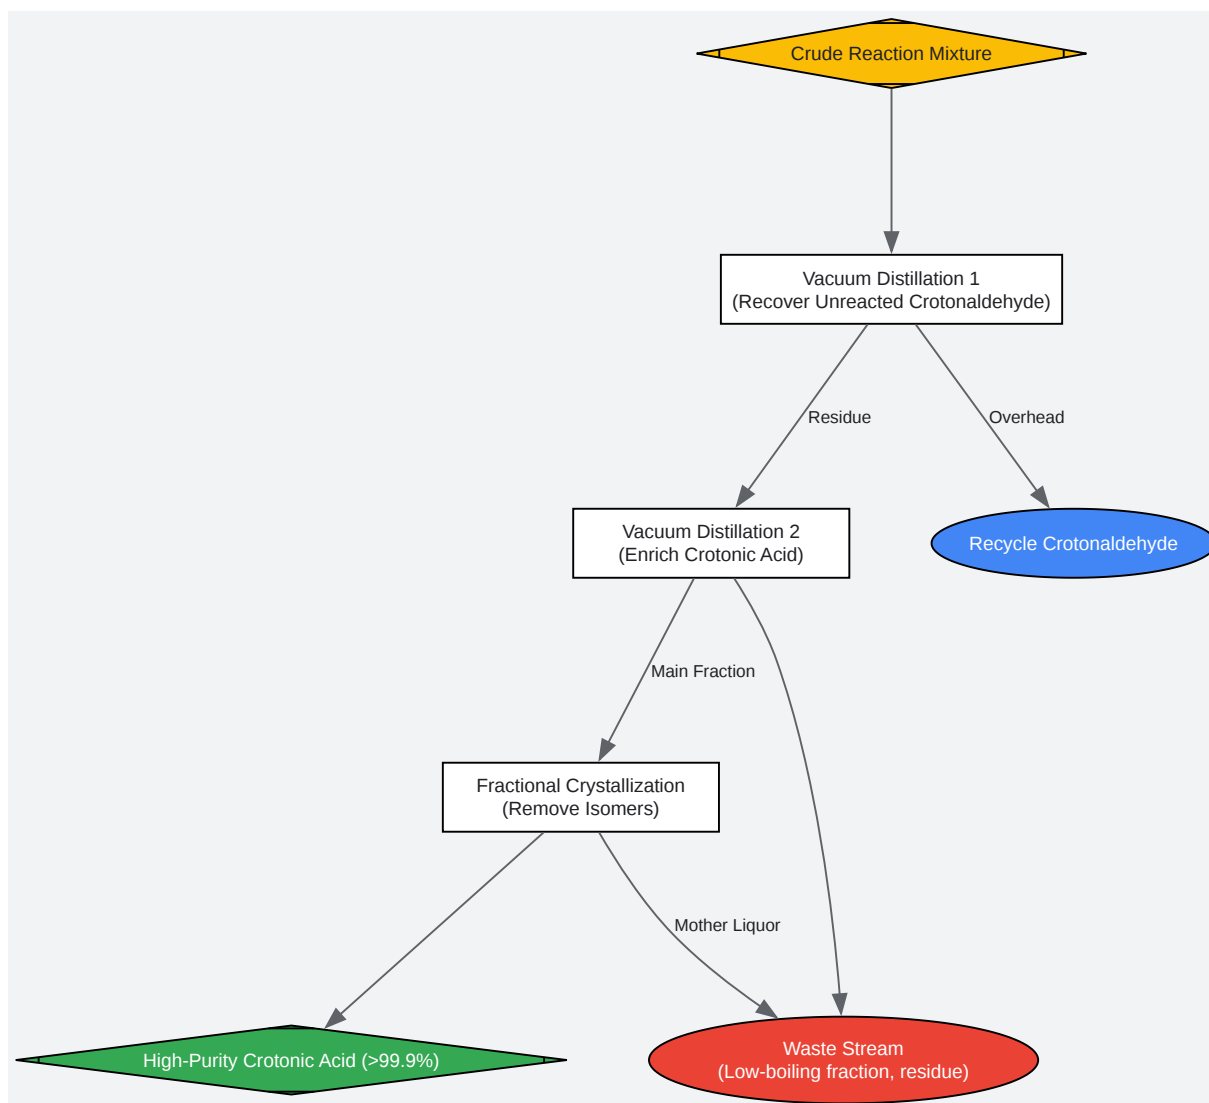 Crude Reaction Mixture
Vacuum Distillation 1
(Recover Unreacted Crotonaldehyde)
Residue
Overhead
Vacuum Distillation 2
(Enrich Crotonic Acid)
Recycle Crotonaldehyde
Main Fraction
Fractional Crystallization
(Remove Isomers)
Mother Liquor
High-Purity Crotonic Acid (>99.9%)
Waste Stream
(Low-boiling fraction, residue)